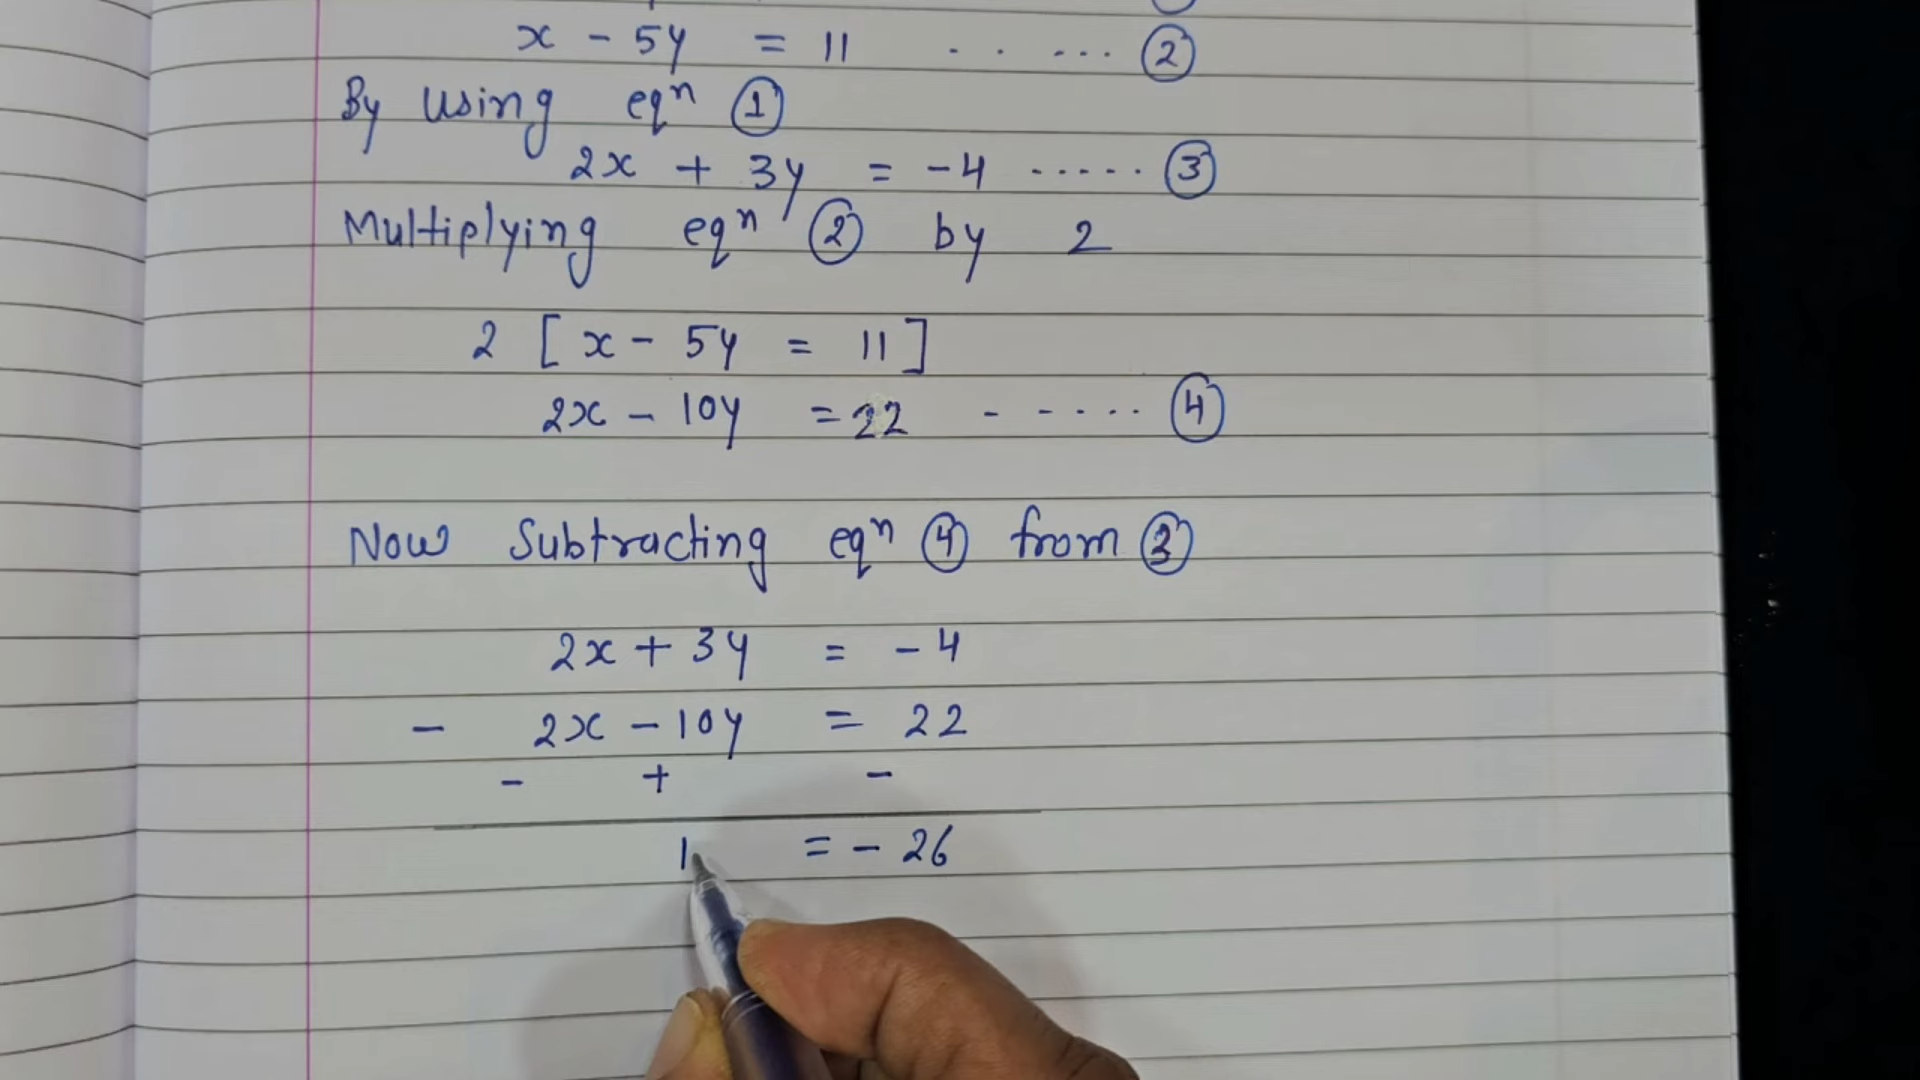 x - 5y = 11 . . ... ②
By using eqⁿ ①
2x + 3y = -4 ..... ③
Multiplying eqⁿ ② by 2
2 [ x - 5y = 11 ]
2x - 10y = 22 - - .... ④
Now Subtracting eqⁿ ④ from ③
2x + 3y = - 4
- 2x - 10y = 22
- + -
1 = - 26